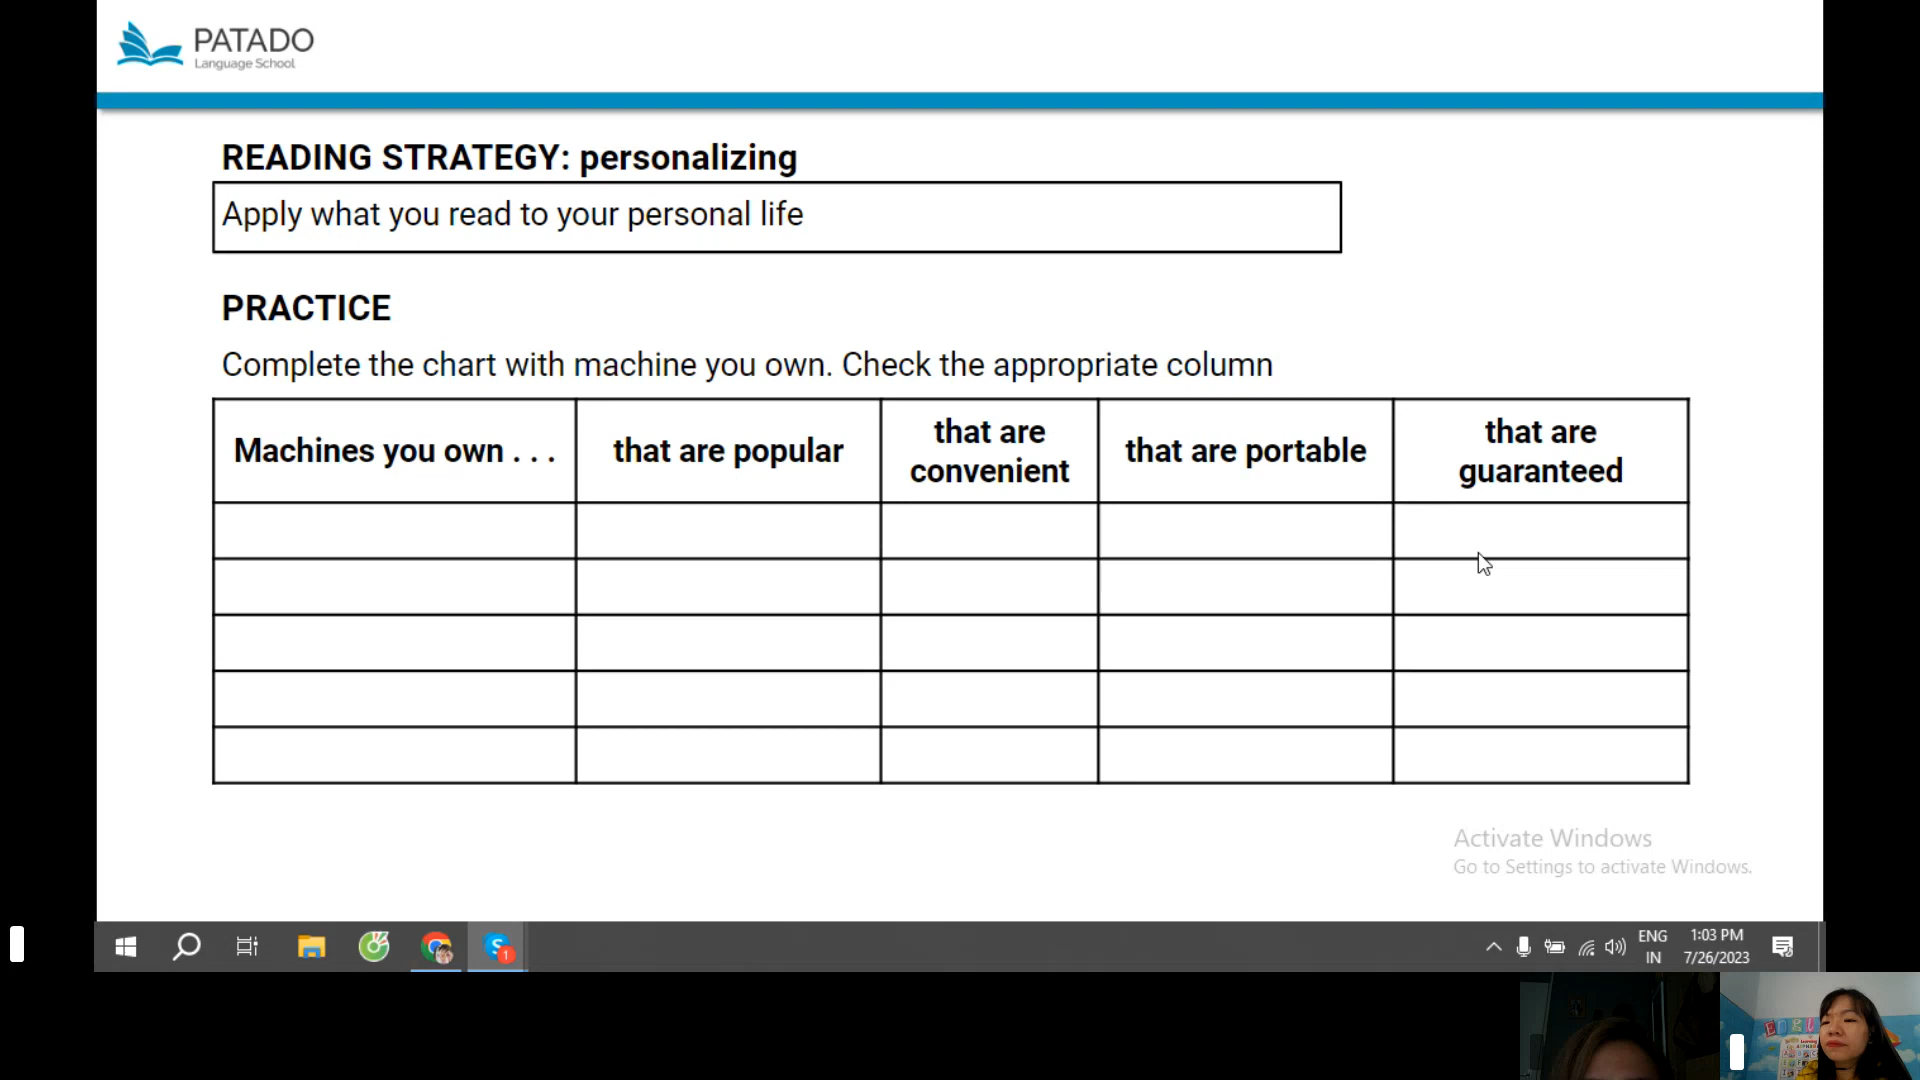 PATADO
Language School
READING STRATEGY: personalizing
Apply what you read to your personal life
PRACTICE
Complete the chart with machine you own. Check the appropriate column
Machines you own . . .
that are popular
that are
convenient
that are portable
that are
guaranteed
Activate Windows
Go to Settings to activate Windows.
S
1
ENG
IN
1:03 PM
7/26/2023